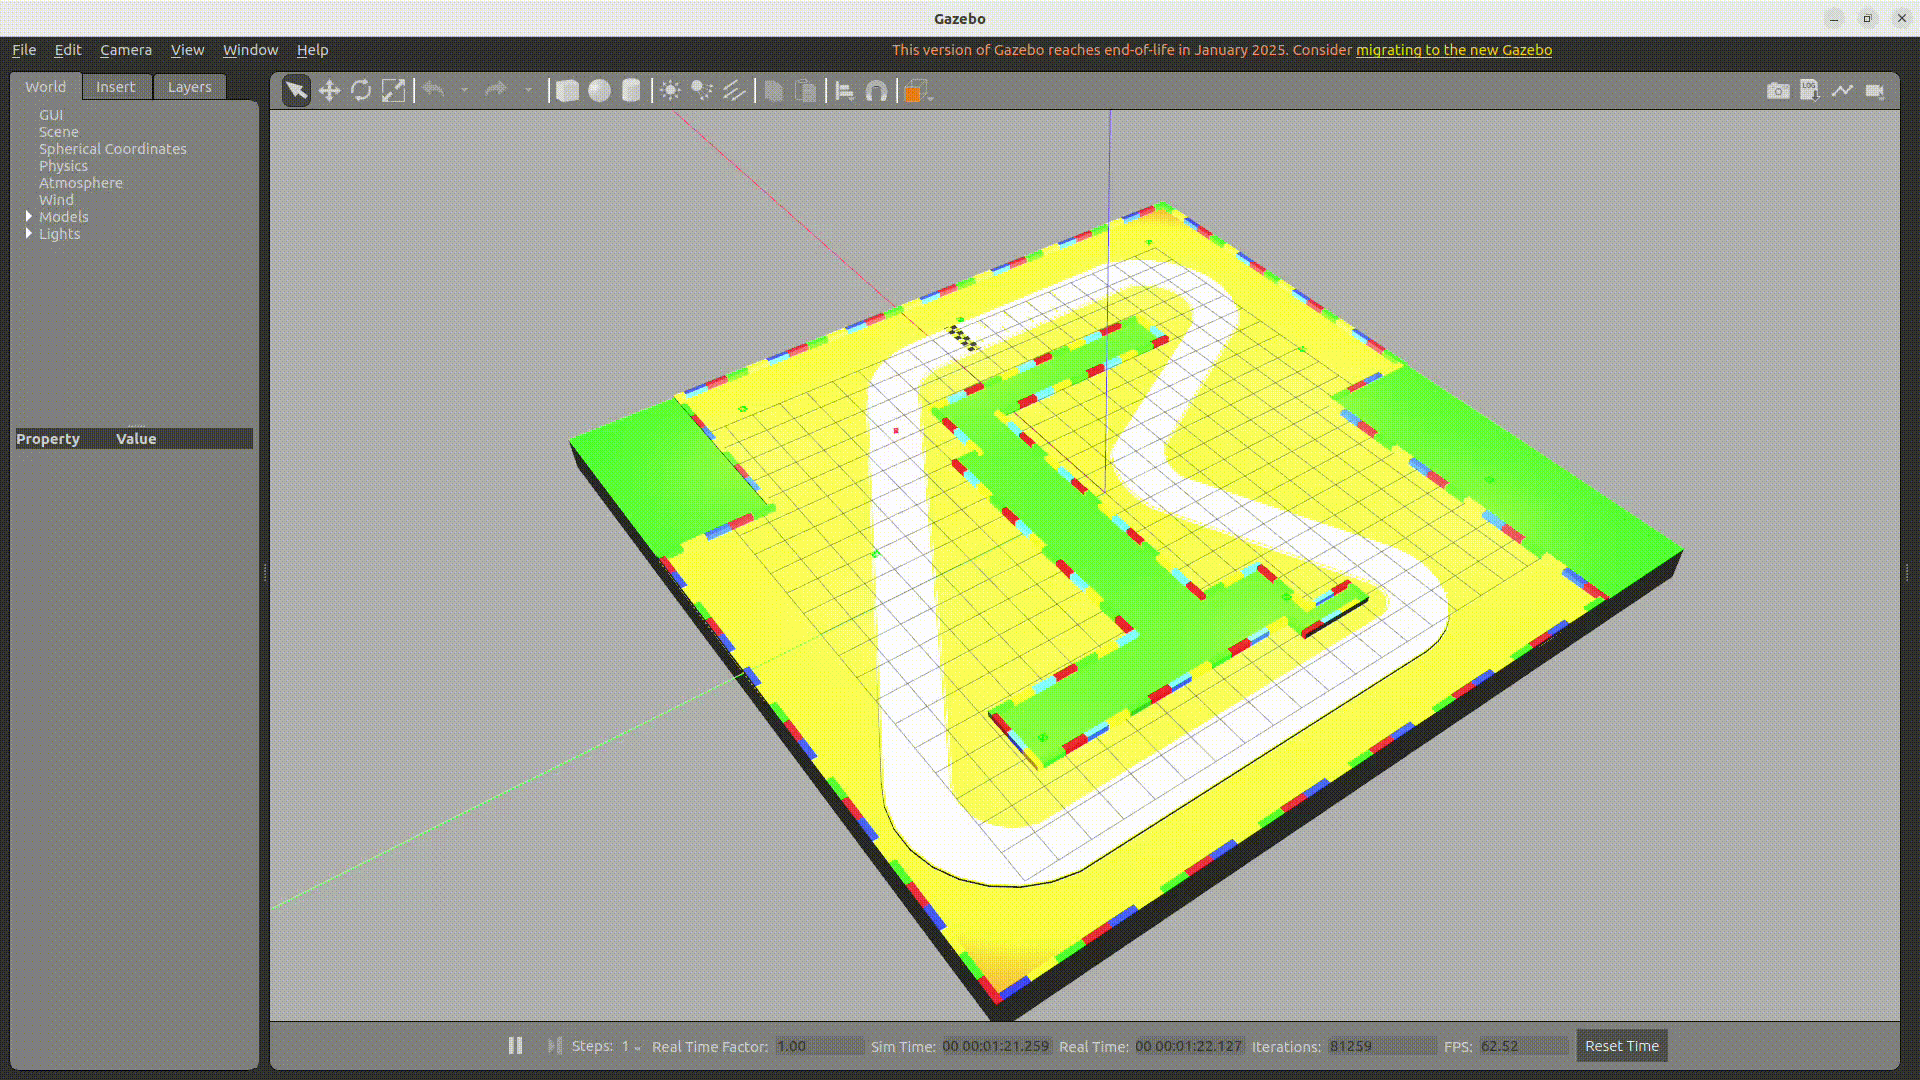 Gazebo
File Edit Camera View Window Help
This version of Gazebo reaches end-of-life in January 2025. Consider migrating to the new Gazebo
World Insert Layers
LOG
GUI
Scene
Spherical Coordinates
Physics
Atmosphere
Wind
Models
Lights
Property Value
Steps: 1 Real Time Factor: 1.00 Sim Time: 00 00:01:21.259 Real Time: 00 00:01:22.127 Iterations: 81259 FPS: 62.52 Reset Time